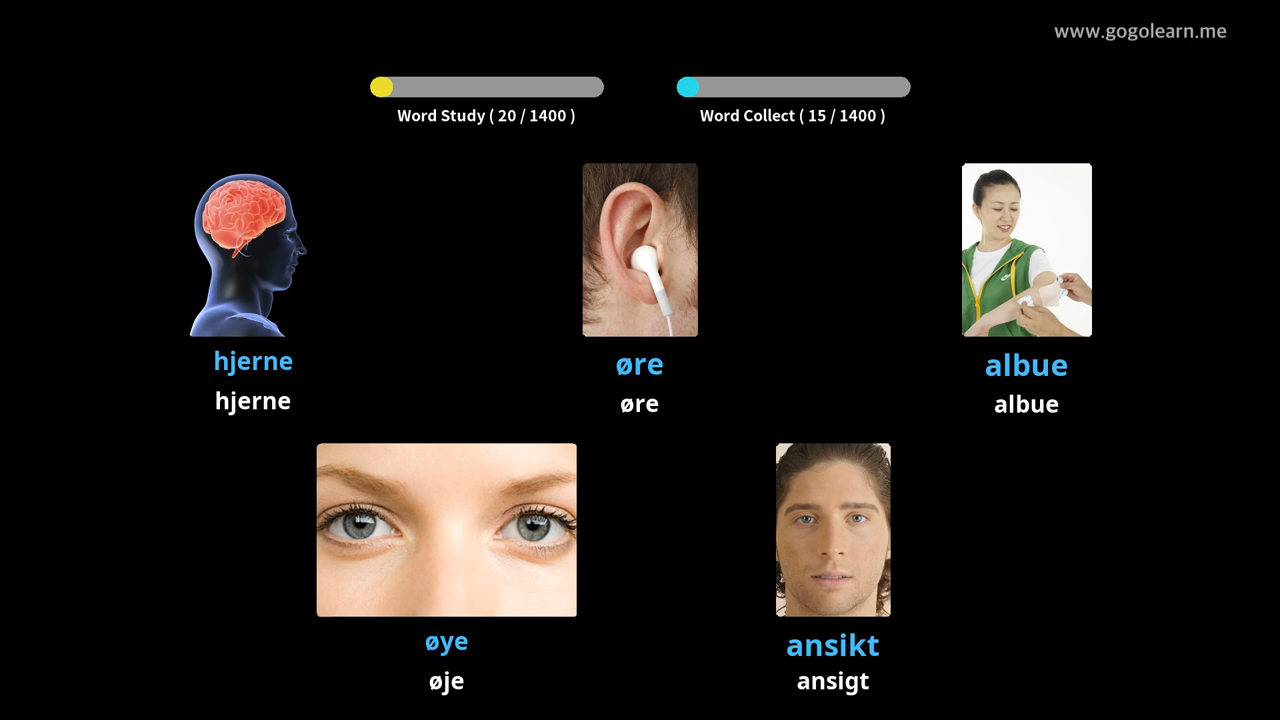 www.gogolearn.me
Word Study ( 20 / 1400 )
Word Collect ( 15 / 1400 )
hjerne
hjerne
øre
øre
albue
albue
øye
øje
ansikt
ansigt